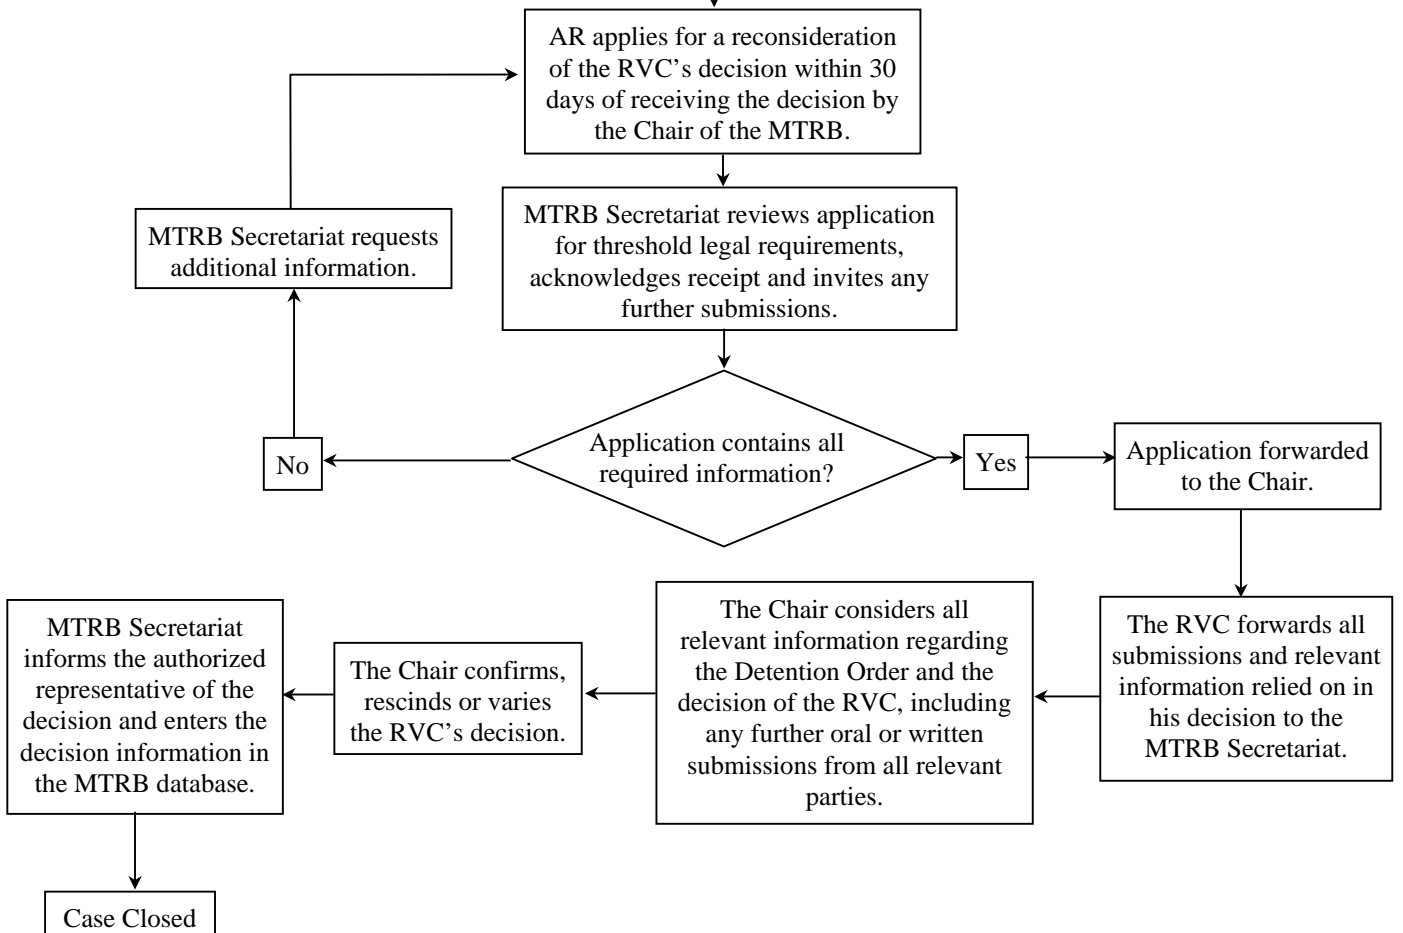 AR applies for a reconsideration
of the RVC’s decision within 30
days of receiving the decision by
the Chair of the MTRB.
MTRB Secretariat reviews application
for threshold legal requirements,
acknowledges receipt and invites any
further submissions.
MTRB Secretariat requests
additional information.
Application contains all
required information?
No
Yes
Application forwarded
to the Chair.
The RVC forwards all
submissions and relevant
information relied on in
his decision to the
MTRB Secretariat.
The Chair considers all
relevant information regarding
the Detention Order and the
decision of the RVC, including
any further oral or written
submissions from all relevant
parties.
The Chair confirms,
rescinds or varies
the RVC’s decision.
MTRB Secretariat
informs the authorized
representative of the
decision and enters the
decision information in
the MTRB database.
Case Closed